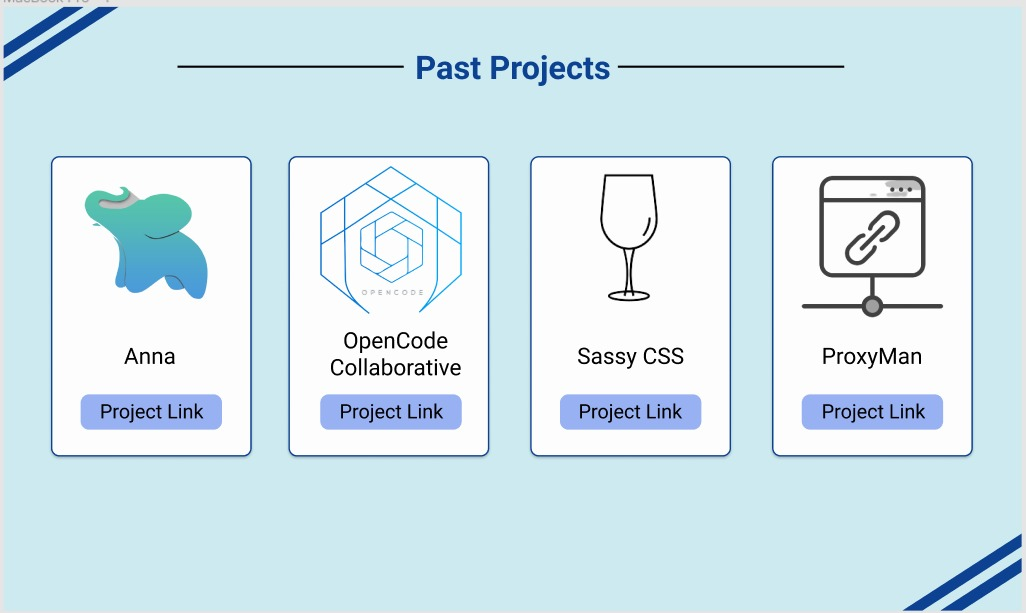 Past Projects
OPENCODE
Anna
OpenCode
Collaborative
Sassy CSS
ProxyMan
Project Link
Project Link
Project Link
Project Link